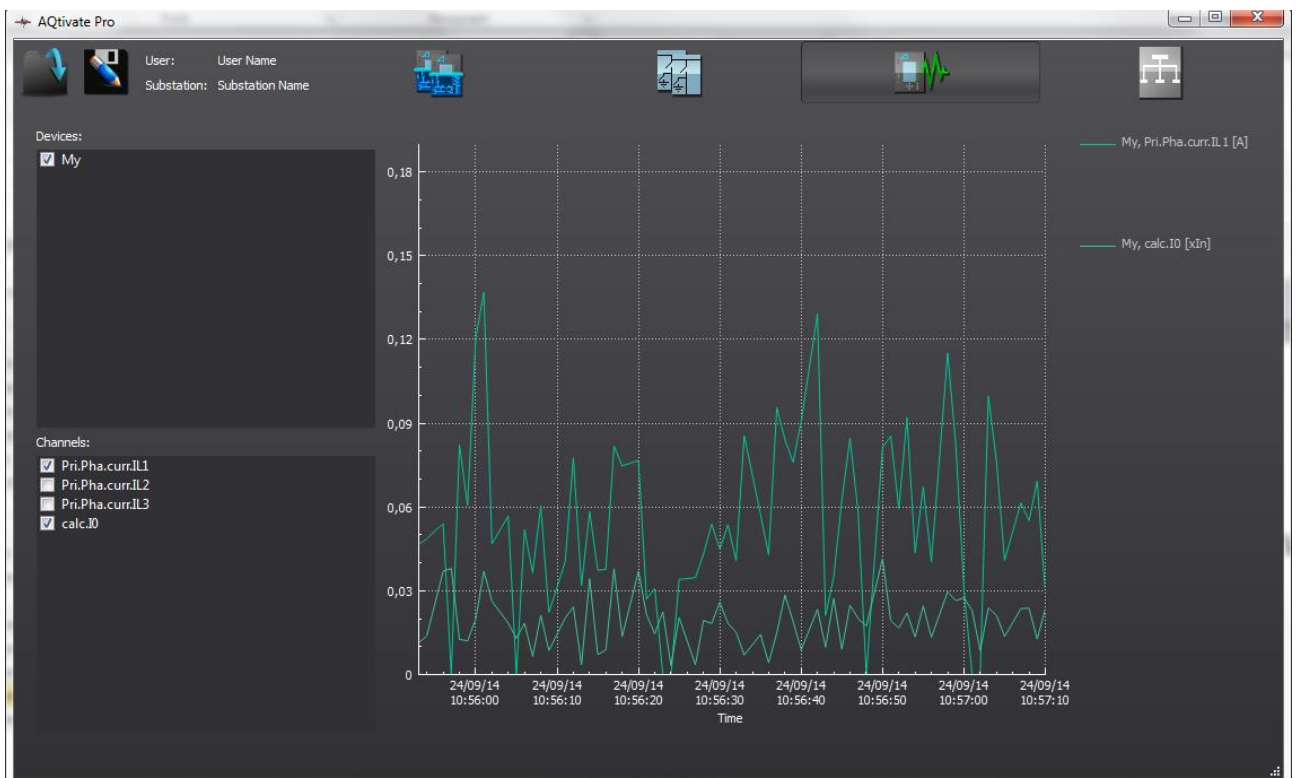 AQtivate Pro
User: User Name
Substation: Substation Name
Devices:
My
Channels:
Pri.Pha.curr.IL1
Pri.Pha.curr.IL2
Pri.Pha.curr.IL3
calc.I0
0,18
0,15
0,12
0,09
0,06
0,03
0
24/09/14 24/09/14 24/09/14 24/09/14 24/09/14 24/09/14 24/09/14 24/09/14
10:56:00 10:56:10 10:56:20 10:56:30 10:56:40 10:56:50 10:57:00 10:57:10
Time
My, Pri.Pha.curr.IL1 [A]
My, calc.I0 [xIn]